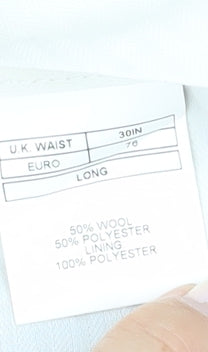 U.K. WAIST 30IN
EURO 76
LONG
50% WOOL
50% POLYESTER
LINING
100% POLYESTER